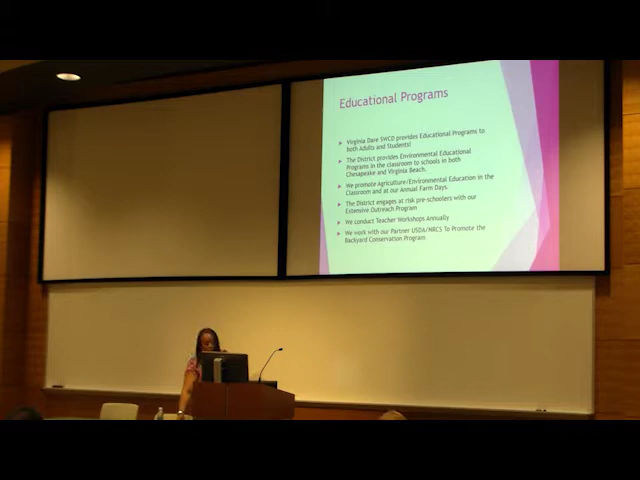 Educational Programs
Virginia Dare SWCD provides Educational Programs to
both Adults and Students!
The District provides Environmental Educational
Programs in the classroom to schools in both
Chesapeake and Virginia Beach.
We promote Agriculture/Environmental Education in the
Classroom and at our Annual Farm Days.
The District engages at risk pre-schoolers with our
Extensive Outreach Program
We conduct Teacher Workshops Annually
We work with our Partner USDA/NRCS To Promote the
Backyard Conservation Program